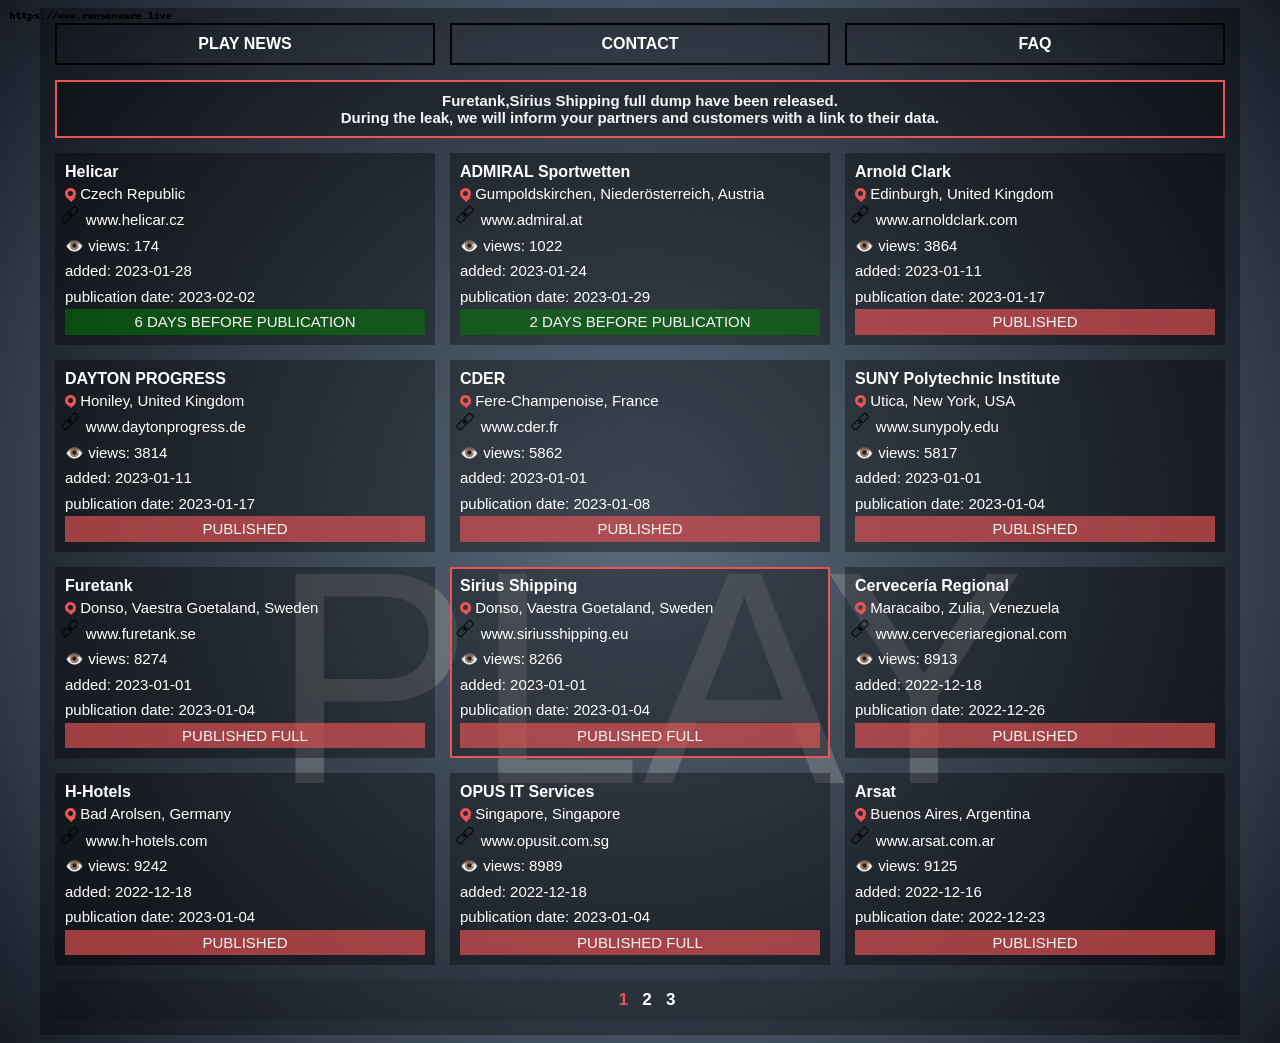 https://www.ransomware.live
PLAY NEWS
CONTACT
FAQ
Furetank,Sirius Shipping full dump have been released.
During the leak, we will inform your partners and customers with a link to their data.
Helicar
Czech Republic
www.helicar.cz
views: 174
added: 2023-01-28
publication date: 2023-02-02
6 DAYS BEFORE PUBLICATION
ADMIRAL Sportwetten
Gumpoldskirchen, Niederösterreich, Austria
www.admiral.at
views: 1022
added: 2023-01-24
publication date: 2023-01-29
2 DAYS BEFORE PUBLICATION
Arnold Clark
Edinburgh, United Kingdom
www.arnoldclark.com
views: 3864
added: 2023-01-11
publication date: 2023-01-17
PUBLISHED
DAYTON PROGRESS
Honiley, United Kingdom
www.daytonprogress.de
views: 3814
added: 2023-01-11
publication date: 2023-01-17
PUBLISHED
CDER
Fere-Champenoise, France
www.cder.fr
views: 5862
added: 2023-01-01
publication date: 2023-01-08
PUBLISHED
SUNY Polytechnic Institute
Utica, New York, USA
www.sunypoly.edu
views: 5817
added: 2023-01-01
publication date: 2023-01-04
PUBLISHED
Furetank
Donso, Vaestra Goetaland, Sweden
www.furetank.se
views: 8274
added: 2023-01-01
publication date: 2023-01-04
PUBLISHED FULL
Sirius Shipping
Donso, Vaestra Goetaland, Sweden
www.siriusshipping.eu
views: 8266
added: 2023-01-01
publication date: 2023-01-04
PUBLISHED FULL
Cervecería Regional
Maracaibo, Zulia, Venezuela
www.cerveceriaregional.com
views: 8913
added: 2022-12-18
publication date: 2022-12-26
PUBLISHED
PLAY
H-Hotels
Bad Arolsen, Germany
www.h-hotels.com
views: 9242
added: 2022-12-18
publication date: 2023-01-04
PUBLISHED
OPUS IT Services
Singapore, Singapore
www.opusit.com.sg
views: 8989
added: 2022-12-18
publication date: 2023-01-04
PUBLISHED FULL
Arsat
Buenos Aires, Argentina
www.arsat.com.ar
views: 9125
added: 2022-12-16
publication date: 2022-12-23
PUBLISHED
1 2 3